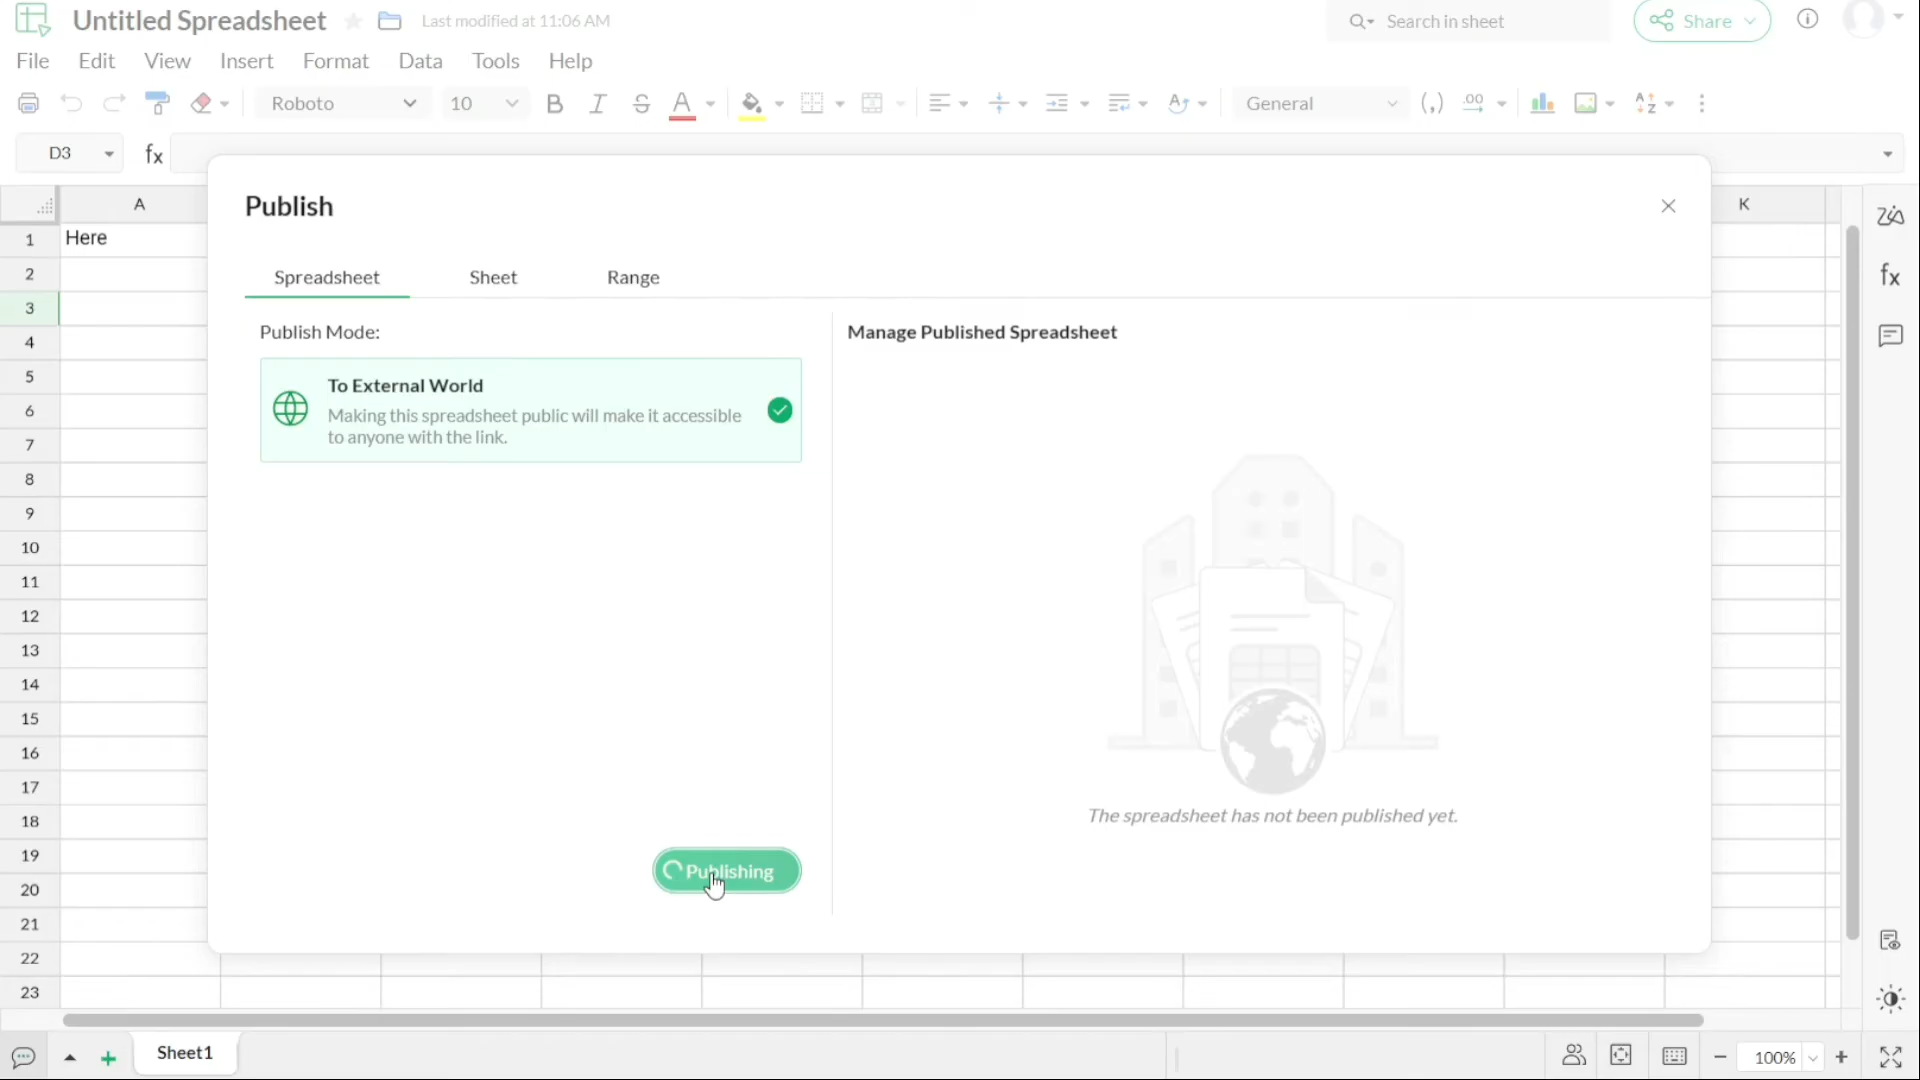 Untitled Spreadsheet Last modified at 11:06 AM Search in sheet Share
File Edit View Insert Format Data Tools Help
Roboto 10 B I S A General (,) .00 A Z
D3 fx
Publish
A K
1 Here
Spreadsheet Sheet Range
2
fx
3
Publish Mode: Manage Published Spreadsheet
4
To External World
5
Making this spreadsheet public will make it accessible
6
to anyone with the link.
7
8
9
10
11
12
13
14
15
16
17
18
The spreadsheet has not been published yet.
19
Publishing
20
21
22
23
Sheet1 100%